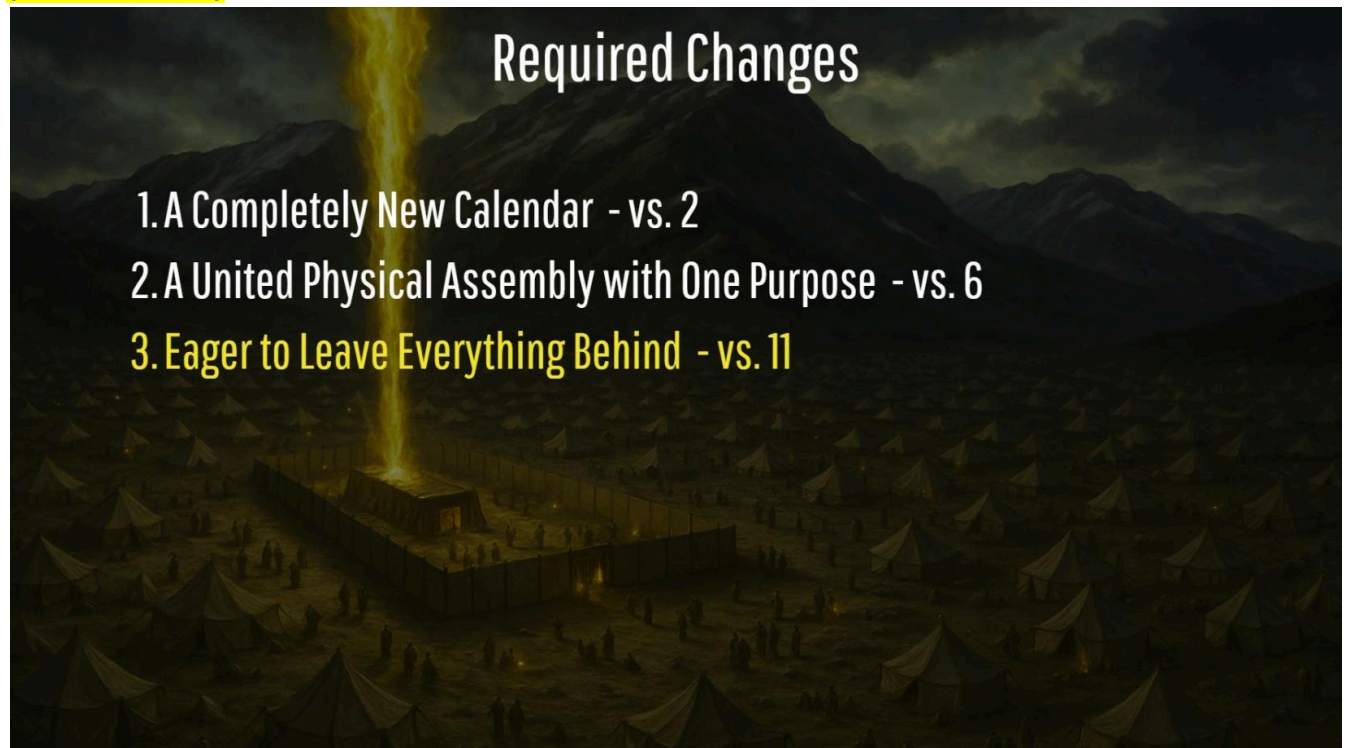 Required Changes
1. A Completely New Calendar - vs. 2
2. A United Physical Assembly with One Purpose - vs. 6
3. Eager to Leave Everything Behind - vs. 11